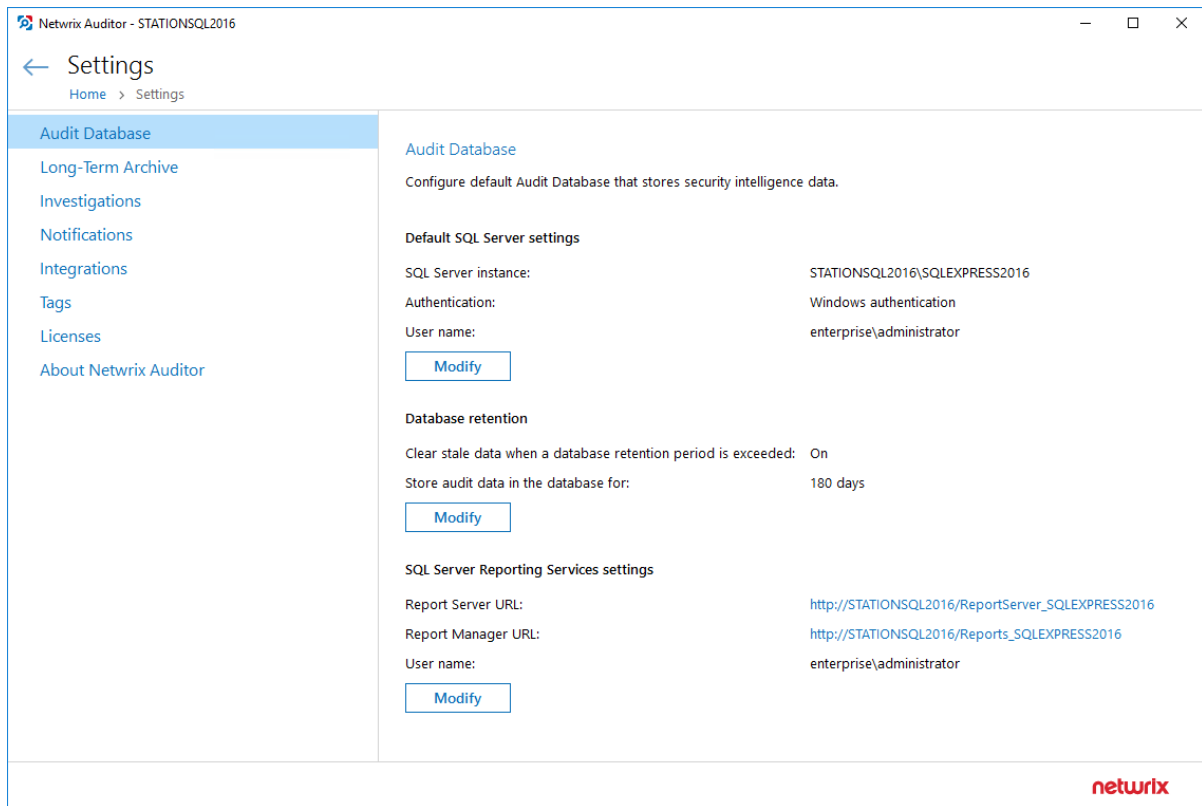 Netwrix Auditor - STATIONSQL2016
Settings
Home > Settings
Audit Database
Long-Term Archive
Investigations
Notifications
Integrations
Tags
Licenses
About Netwrix Auditor
Audit Database
Configure default Audit Database that stores security intelligence data.
Default SQL Server settings
SQL Server instance: STATIONSQL2016\SQLEXPRESS2016
Authentication: Windows authentication
User name: enterprise\administrator
Modify
Database retention
Clear stale data when a database retention period is exceeded: On
Store audit data in the database for: 180 days
Modify
SQL Server Reporting Services settings
Report Server URL: http://STATIONSQL2016/ReportServer_SQLEXPRESS2016
Report Manager URL: http://STATIONSQL2016/Reports_SQLEXPRESS2016
User name: enterprise\administrator
Modify
netwrix